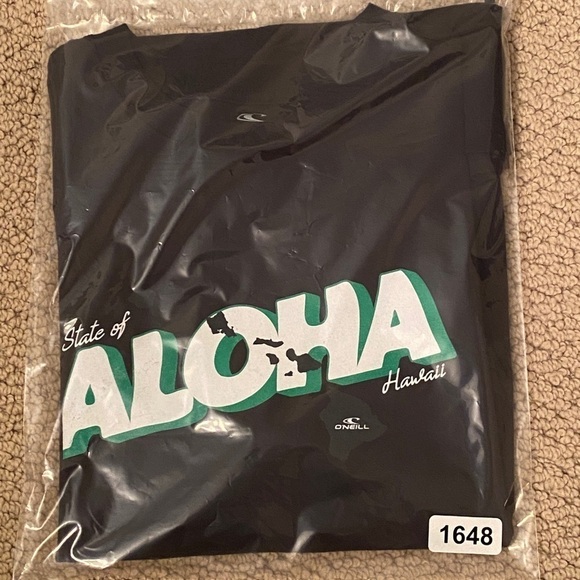 State of
ALOHA
Hawaii
O'NEILL
1648